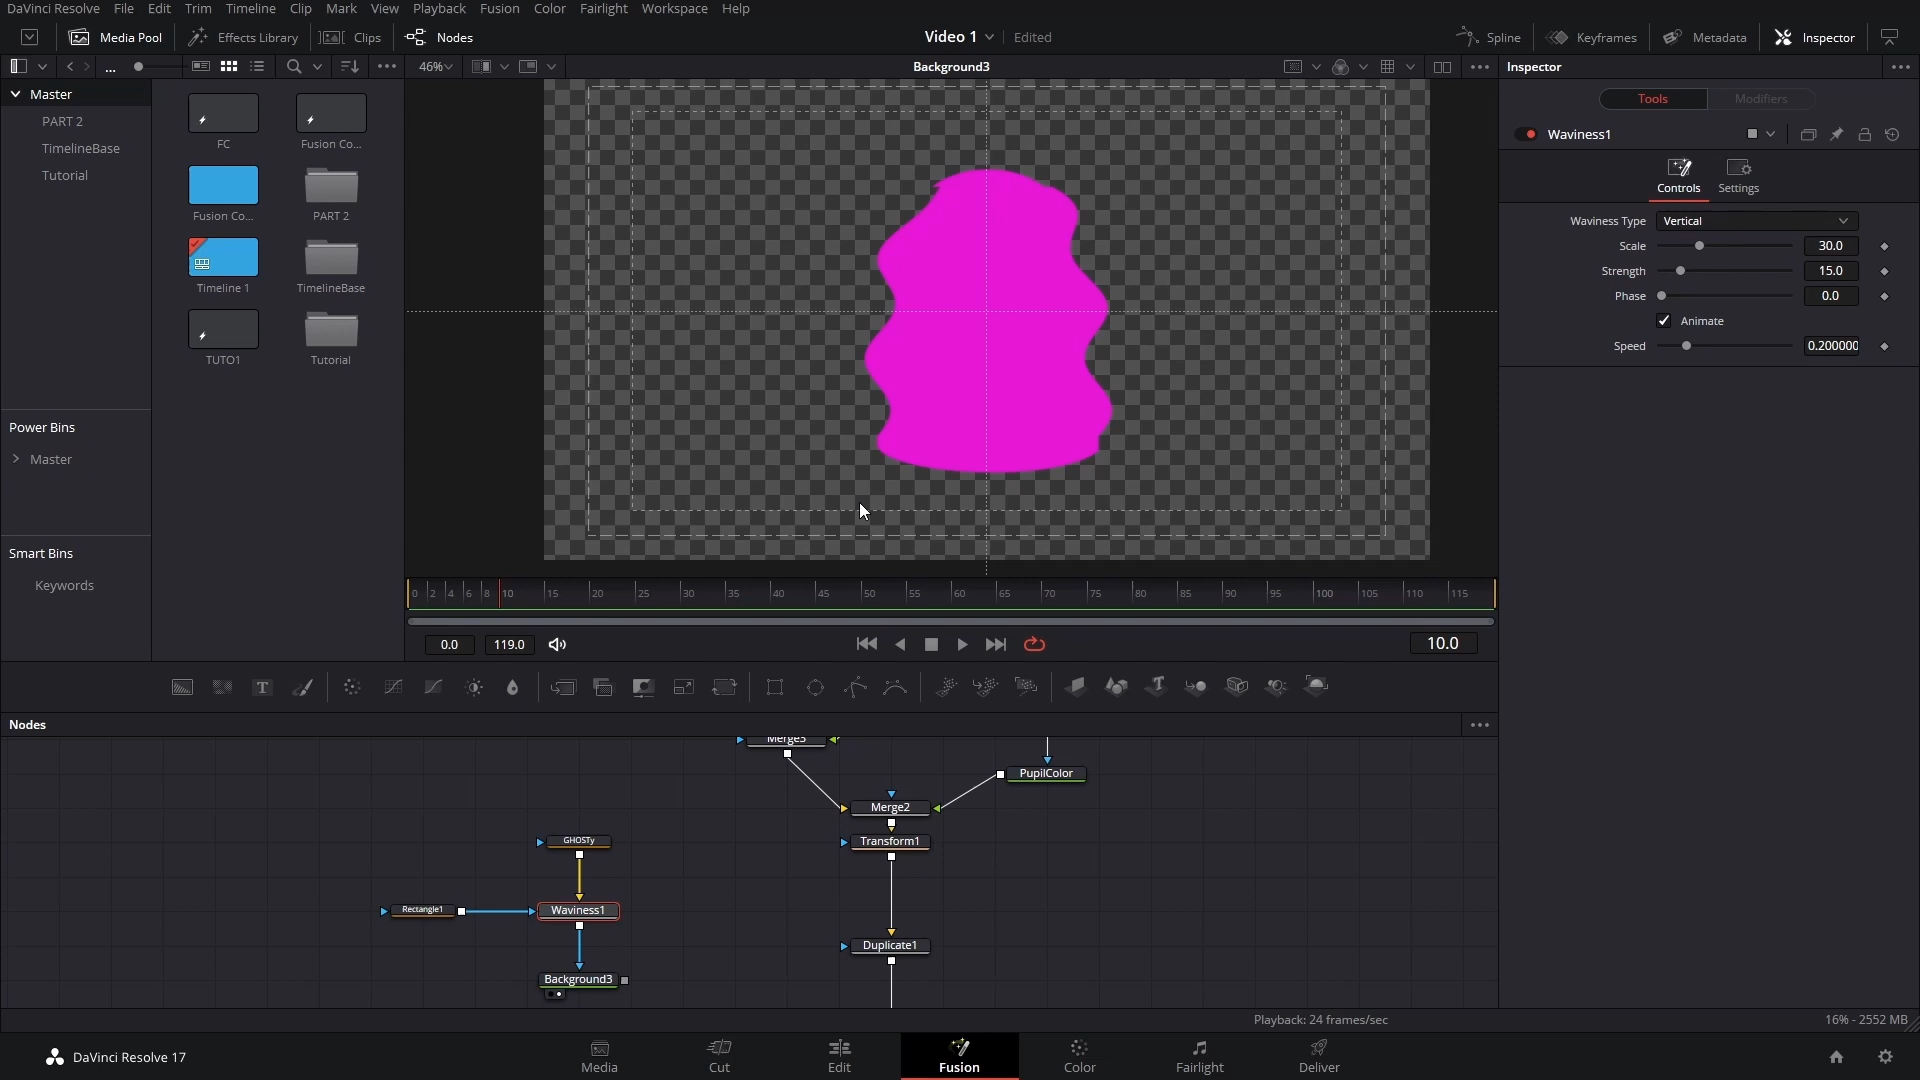 DaVinci Resolve File Edit Trim Timeline Clip Mark View Playback Fusion Color Fairlight Workspace Help
Media Pool Effects Library Clips Nodes Video 1 Edited Spline Keyframes Metadata Inspector
... 46% Background3 Inspector
Master
PART 2
TimelineBase
Tutorial
FC Fusion Co...
Fusion Co... PART 2
Timeline 1 TimelineBase
TUTO1 Tutorial
Power Bins
Master
Smart Bins
Keywords
Tools Modifiers
Waviness1
Controls Settings
Waviness Type Vertical
Scale 30.0
Strength 15.0
Phase 0.0
Animate
Speed 0.200000
0 2 4 6 8 10 15 20 25 30 35 40 45 50 55 60 65 70 75 80 85 90 95 100 105 110 115
0.0 119.0 10.0
T
Nodes
Merge3
PupilColor
Merge2
GHOSTy Transform1
Rectangle1 Waviness1
Duplicate1
Background3
Playback: 24 frames/sec 16% - 2552 MB
DaVinci Resolve 17 Media Cut Edit Fusion Color Fairlight Deliver